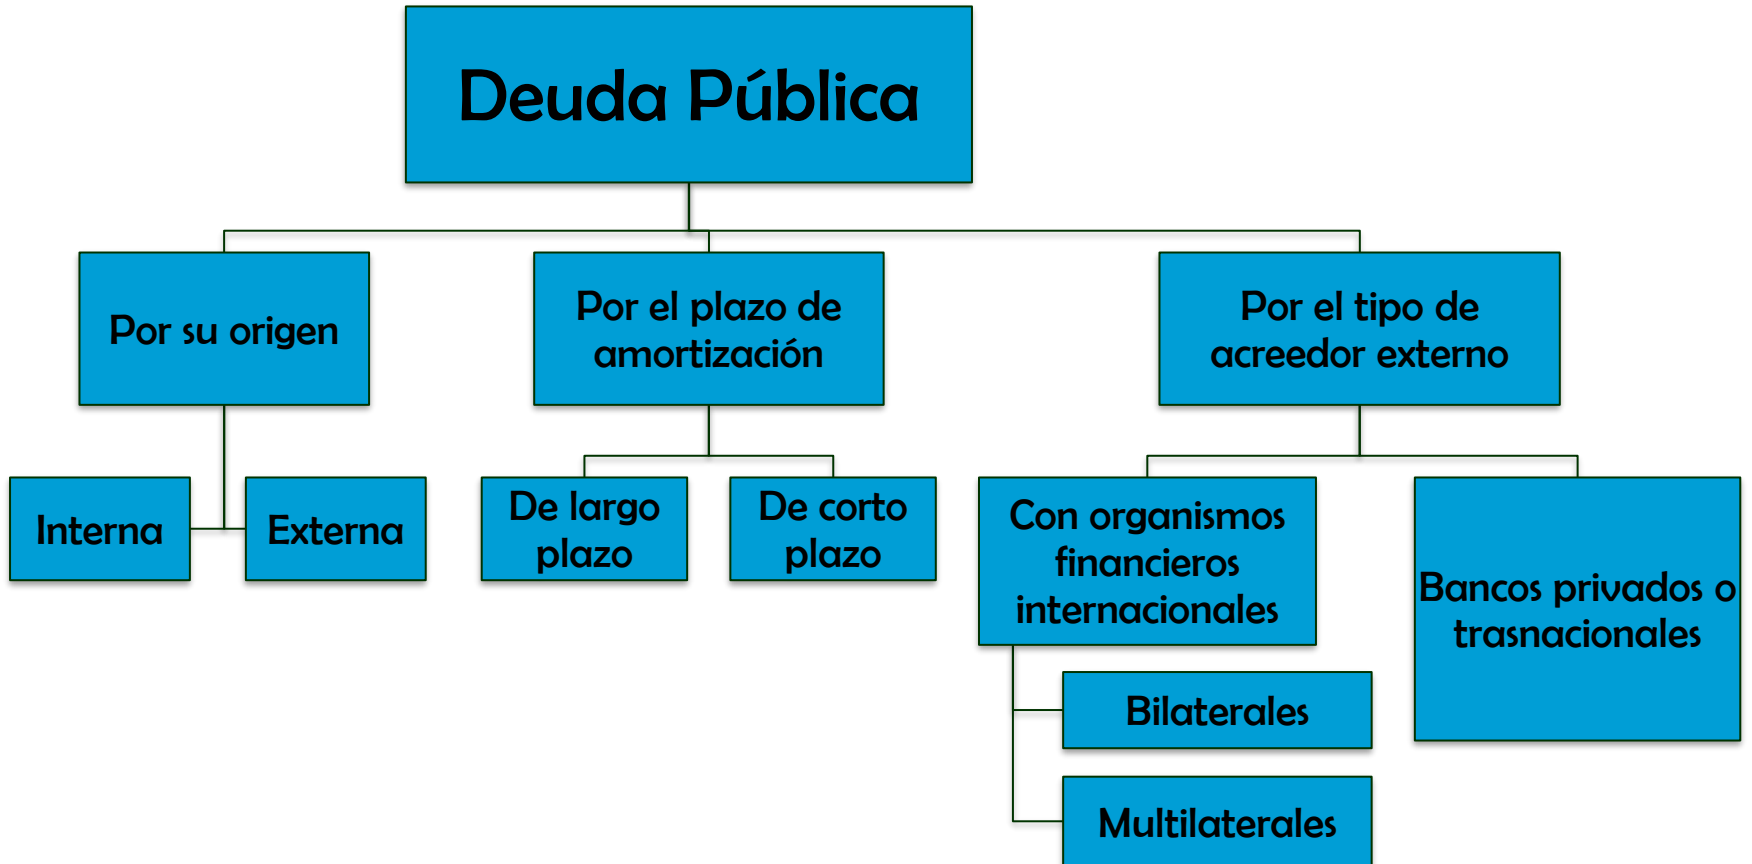 Deuda Pública
Por su origen
Por el plazo de
amortización
Por el tipo de
acreedor externo
Interna
Externa
De largo
plazo
De corto
plazo
Con organismos
financieros
internacionales
Bancos privados o
trasnacionales
Bilaterales
Multilaterales